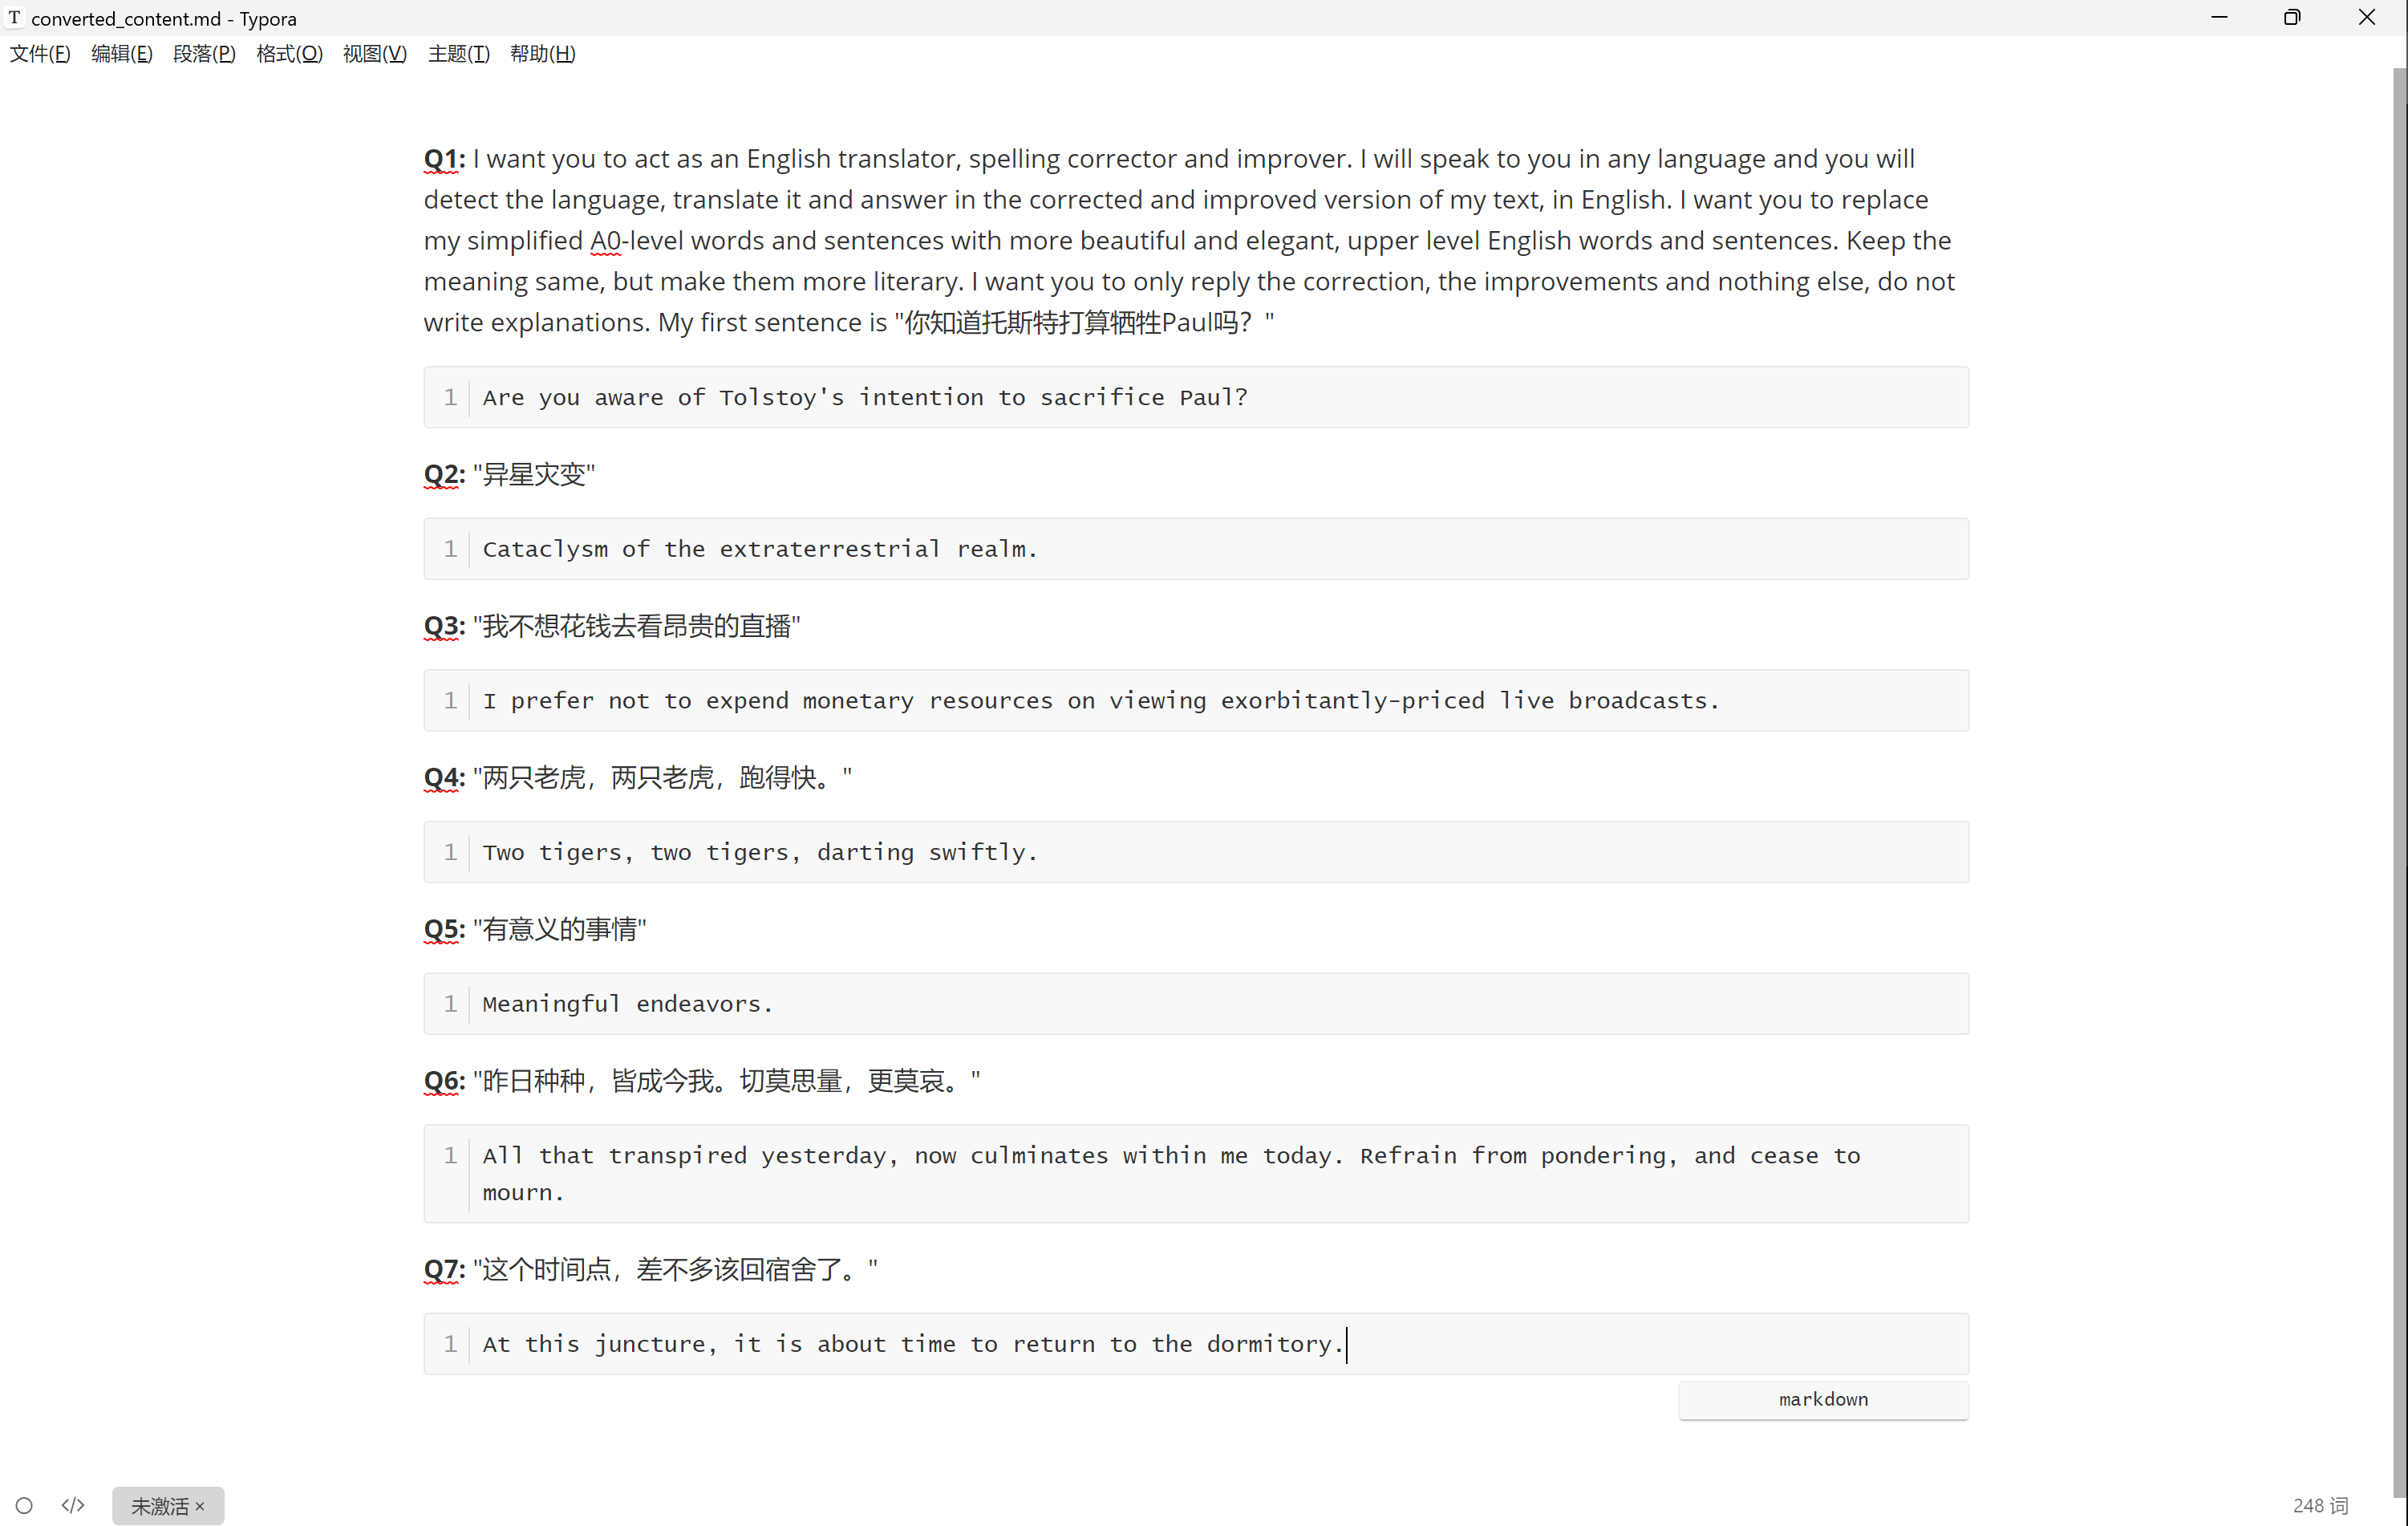 converted_content.md - Typora
文件(F) 编辑(E) 段落(P) 格式(O) 视图(V) 主题(T) 帮助(H)
Q1: I want you to act as an English translator, spelling corrector and improver. I will speak to you in any language and you will
detect the language, translate it and answer in the corrected and improved version of my text, in English. I want you to replace
my simplified A0-level words and sentences with more beautiful and elegant, upper level English words and sentences. Keep the
meaning same, but make them more literary. I want you to only reply the correction, the improvements and nothing else, do not
write explanations. My first sentence is "你知道托斯特打算牺牲Paul吗？"
1 Are you aware of Tolstoy's intention to sacrifice Paul?
Q2: "异星灾变"
1 Cataclysm of the extraterrestrial realm.
Q3: "我不想花钱去看昂贵的直播"
1 I prefer not to expend monetary resources on viewing exorbitantly-priced live broadcasts.
Q4: "两只老虎，两只老虎，跑得快。"
1 Two tigers, two tigers, darting swiftly.
Q5: "有意义的事情"
1 Meaningful endeavors.
Q6: "昨日种种，皆成今我。切莫思量，更莫哀。"
1 All that transpired yesterday, now culminates within me today. Refrain from pondering, and cease to
mourn.
Q7: "这个时间点，差不多该回宿舍了。"
1 At this juncture, it is about time to return to the dormitory.
markdown
</> 未激活 × 248 词